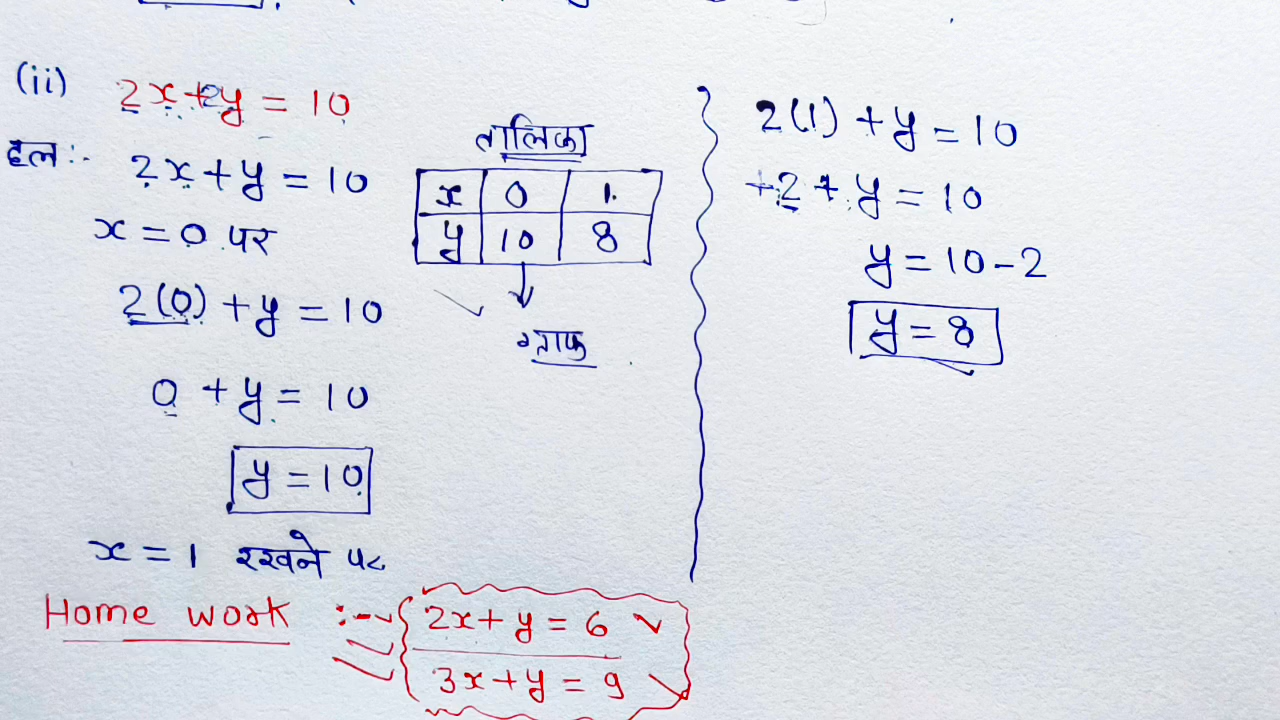 (ii) 2x+y = 10
हल :- 2x+y = 10
x = 0 पर
2(0) + y = 10
0 + y = 10
y = 10
x = 1 रखने पर
तालिका
x 0 1
y 10 8
ग्राफ
2(1) + y = 10
+2 + y = 10
y = 10-2
y = 8
Home work :-
2x+ y = 6
3x+y = 9